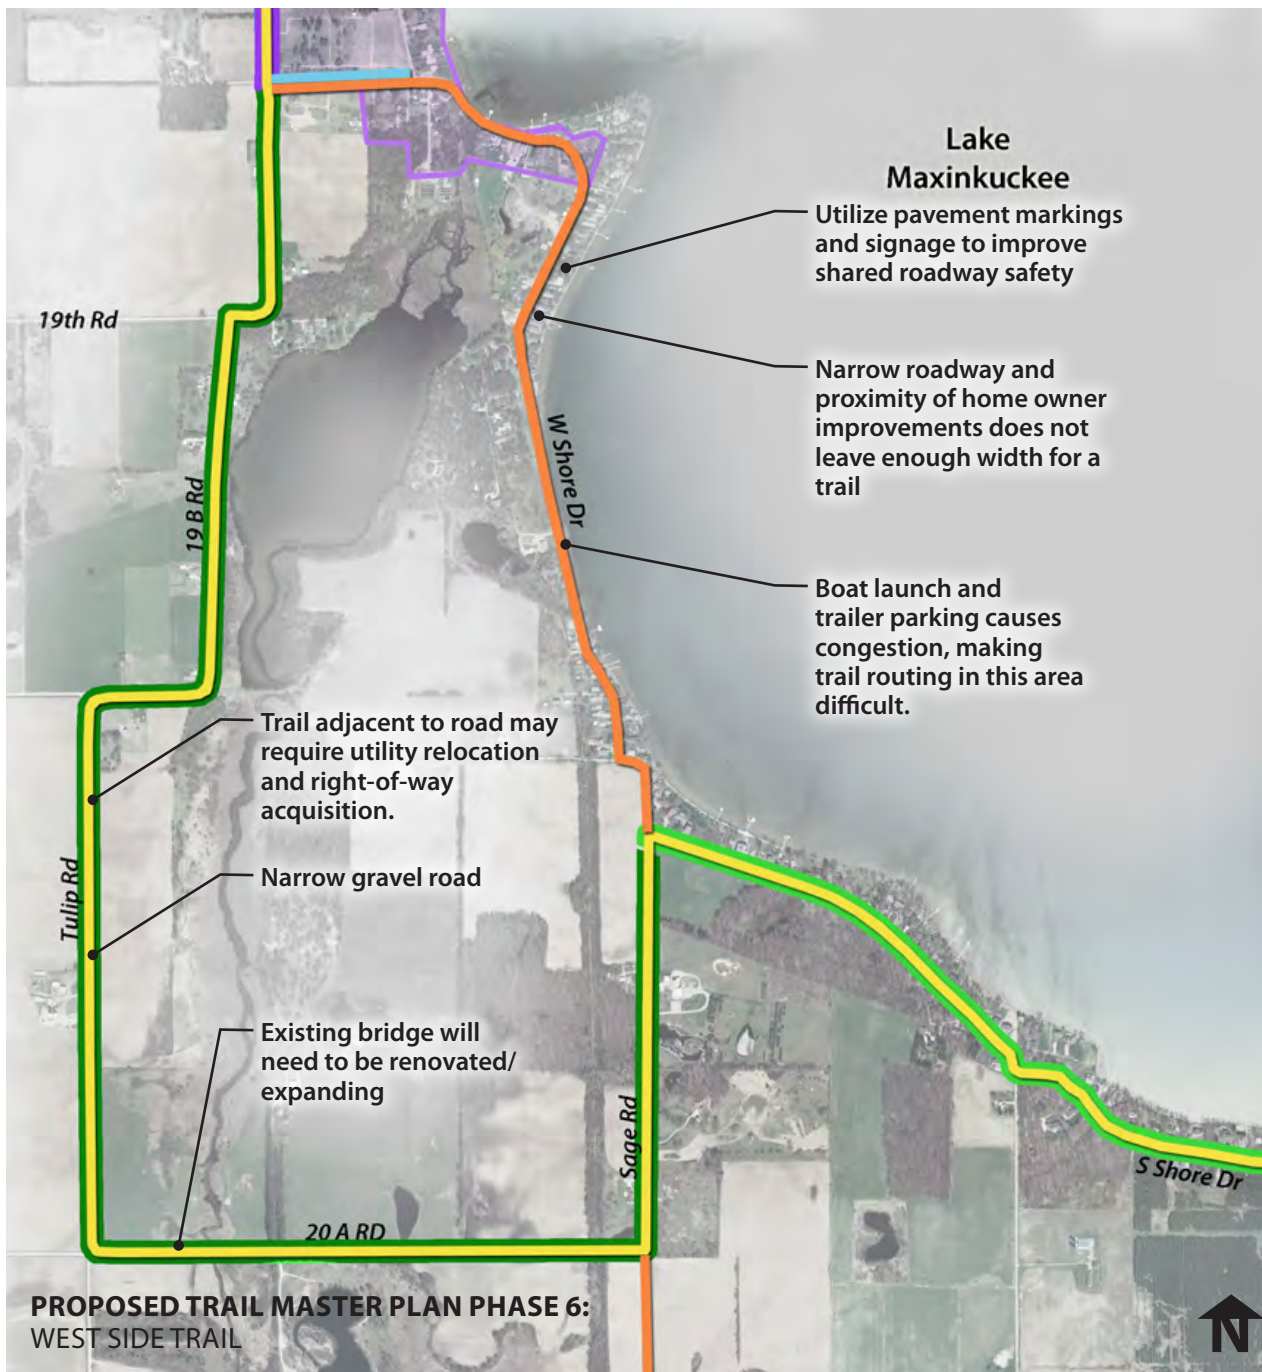 Lake
Maxinkuckee
Utilize pavement markings
and signage to improve
shared roadway safety
19th Rd
Narrow roadway and
proximity of home owner
improvements does not
leave enough width for a
trail
W Shore Dr
19 B Rd
Boat launch and
trailer parking causes
congestion, making
trail routing in this area
difficult.
Trail adjacent to road may
require utility relocation
and right-of-way
acquisition.
Tulip Rd
Narrow gravel road
Existing bridge will
need to be renovated/
expanding
Sage Rd
S Shore Dr
20 A RD
PROPOSED TRAIL MASTER PLAN PHASE 6:
WEST SIDE TRAIL
N